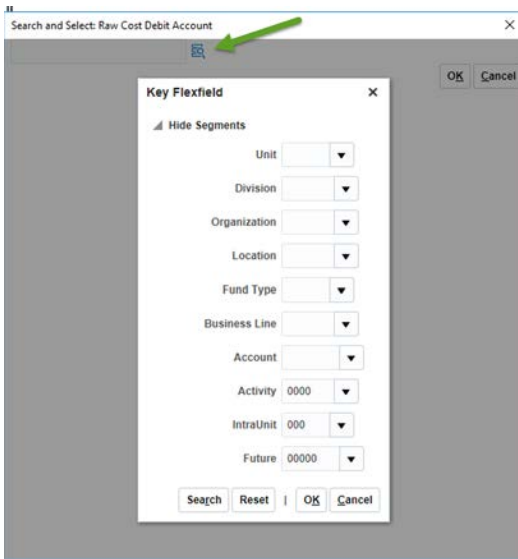 Search and Select: Raw Cost Debit Account
OK Cancel
Key Flexfield
Hide Segments
Unit
Division
Organization
Location
Fund Type
Business Line
Account
Activity 0000
IntraUnit 000
Future 00000
Search Reset | OK Cancel